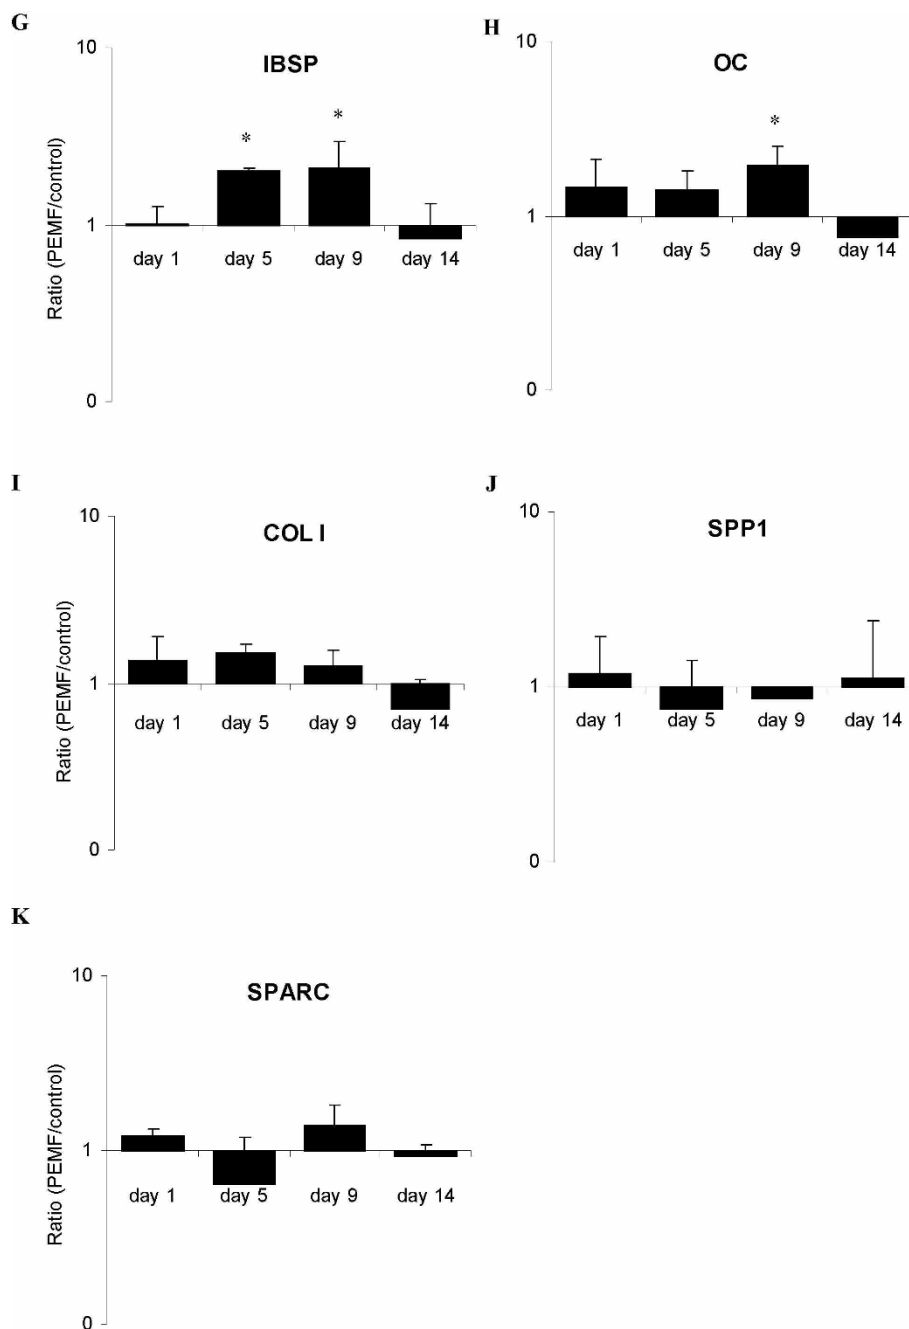 G
H
10
IBSP
*
*
Ratio (PEMF/control)
1
day 1
day 5
day 9
day 14
0
10
OC
*
1
day 1
day 5
day 9
day 14
0
I
J
10
COL I
Ratio (PEMF/control)
1
day 1
day 5
day 9
day 14
0
10
SPP1
1
day 1
day 5
day 9
day 14
0
K
10
SPARC
Ratio (PEMF/control)
1
day 1
day 5
day 9
day 14
0